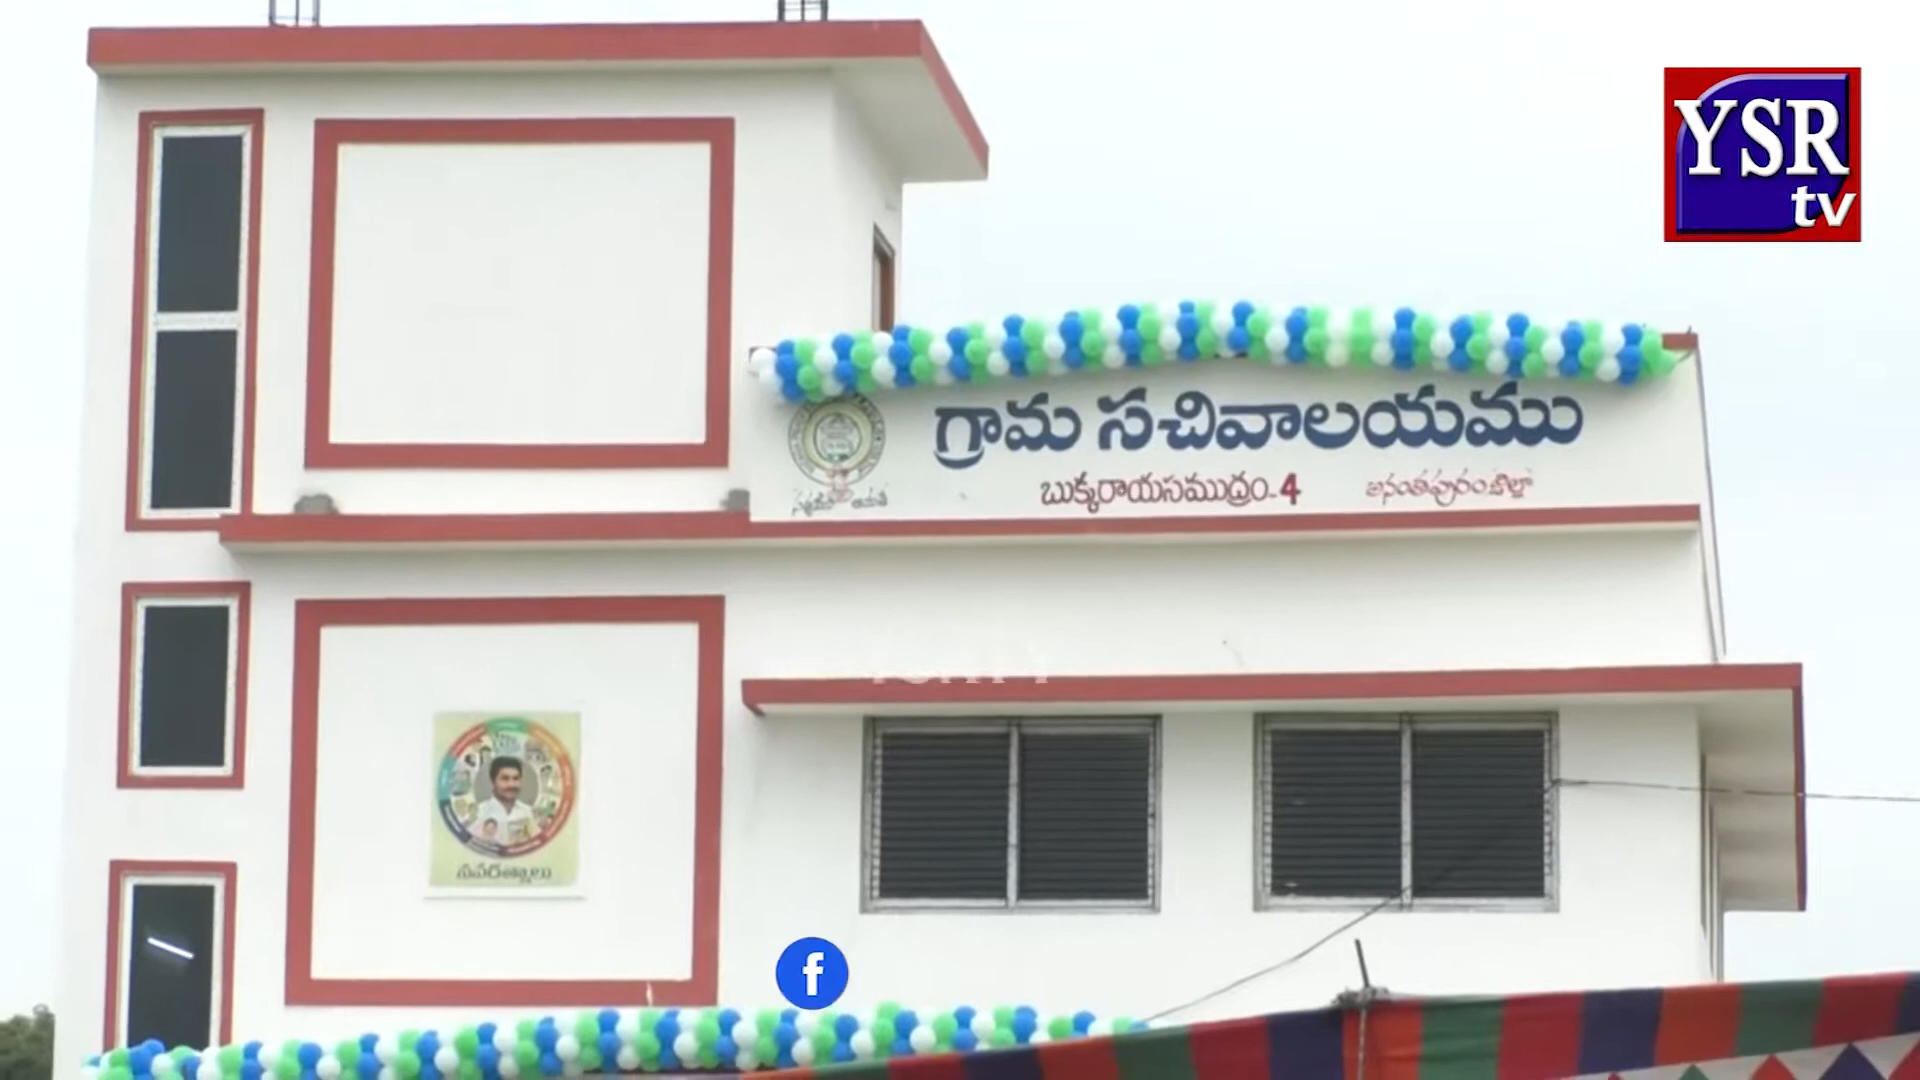 YSR
tv
గ్రామ సచివాలయము
బుక్కరాయసముద్రం-4 అనంతపురం జిల్లా
నవరత్నాలు
f